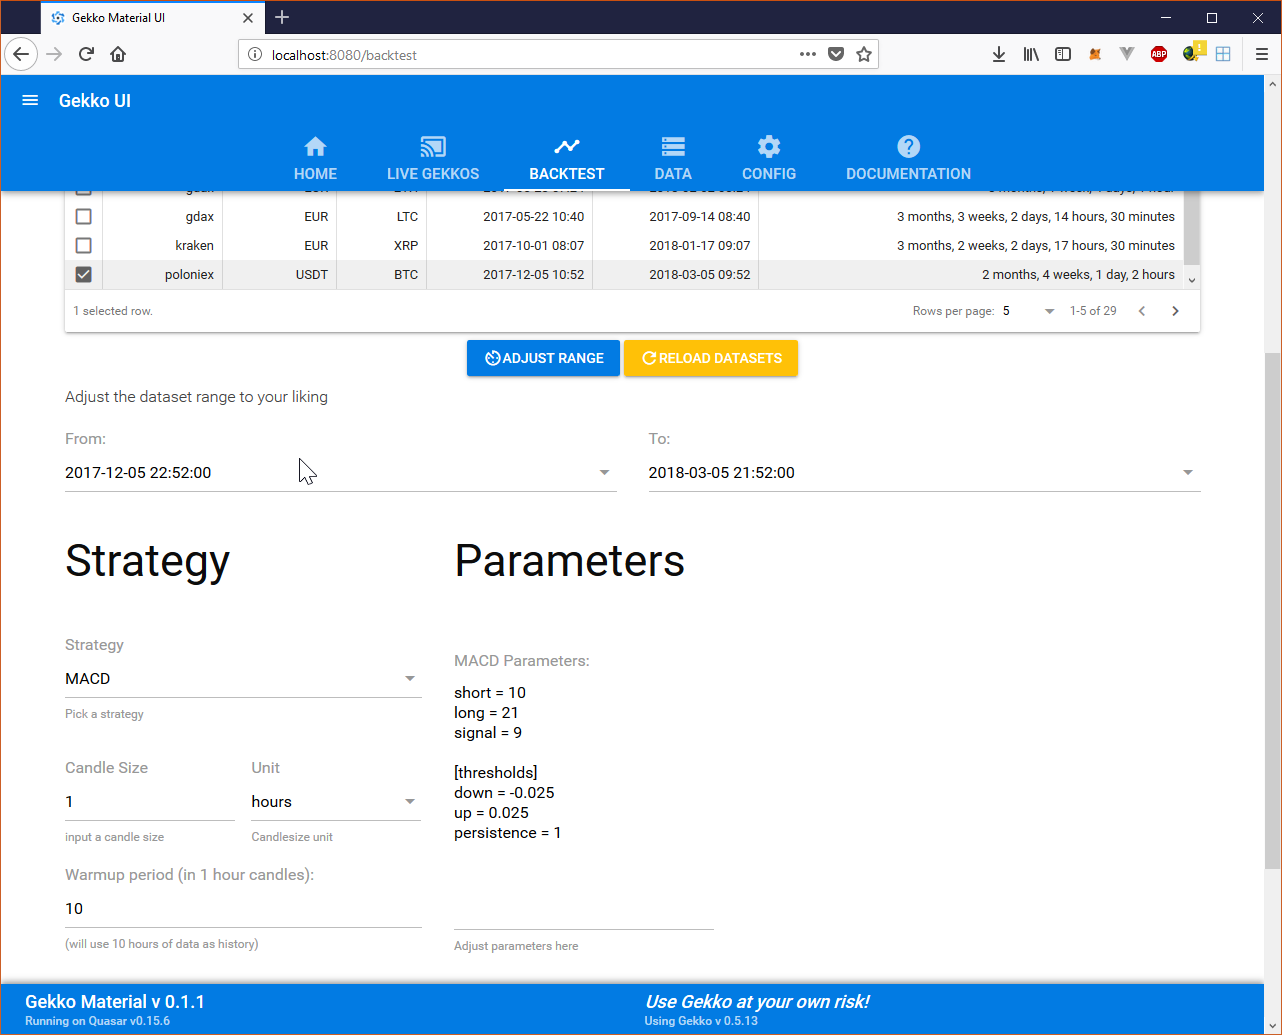 Gekko Material UI
localhost:8080/backtest
ABP
Gekko UI
HOME LIVE GEKKOS BACKTEST DATA CONFIG DOCUMENTATION
gdax EUR LTC 2017-05-22 10:40 2017-09-14 08:40 3 months, 3 weeks, 2 days, 14 hours, 30 minutes
kraken EUR XRP 2017-10-01 08:07 2018-01-17 09:07 3 months, 2 weeks, 2 days, 17 hours, 30 minutes
poloniex USDT BTC 2017-12-05 10:52 2018-03-05 09:52 2 months, 4 weeks, 1 day, 2 hours
1 selected row. Rows per page: 5 1-5 of 29
ADJUST RANGE RELOAD DATASETS
Adjust the dataset range to your liking
From: To:
2017-12-05 22:52:00 2018-03-05 21:52:00
Strategy
Strategy
MACD
Pick a strategy
Candle Size Unit
1 hours
input a candle size Candlesize unit
Warmup period (in 1 hour candles):
10
(will use 10 hours of data as history)
Parameters
MACD Parameters:
short = 10
long = 21
signal = 9
[thresholds]
down = -0.025
up = 0.025
persistence = 1
Adjust parameters here
Gekko Material v 0.1.1
Running on Quasar v0.15.6
Use Gekko at your own risk!
Using Gekko v 0.5.13